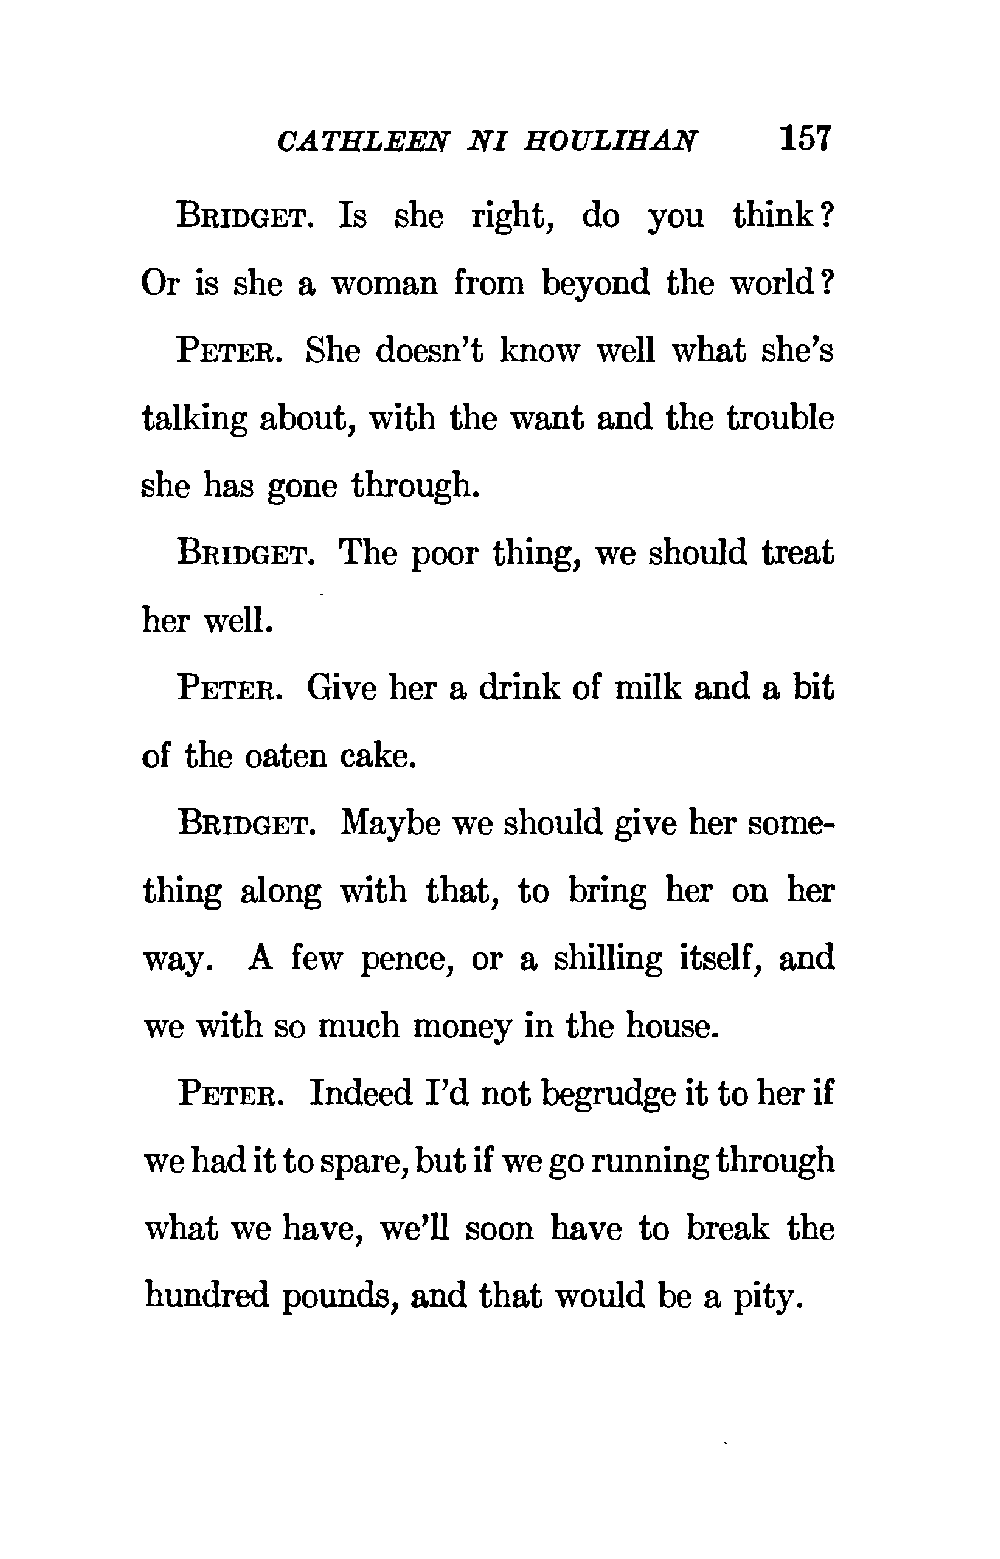 CATHLEEN NI HOULIHAN 157
BRIDGET. Is she right, do you think?
Or is she a woman from beyond the world?
PETER. She doesn't know well what she's
talking about, with the want and the trouble
she has gone through.
BRIDGET. The poor thing, we should treat
her well.
PETER. Give her a drink of milk and a bit
of the oaten cake.
BRIDGET. Maybe we should give her some-
thing along with that, to bring her on her
way. A few pence, or a shilling itself, and
we with so much money in the house.
PETER. Indeed I'd not begrudge it to her if
we had it to spare, but if we go running through
what we have, we'll soon have to break the
hundred pounds, and that would be a pity.